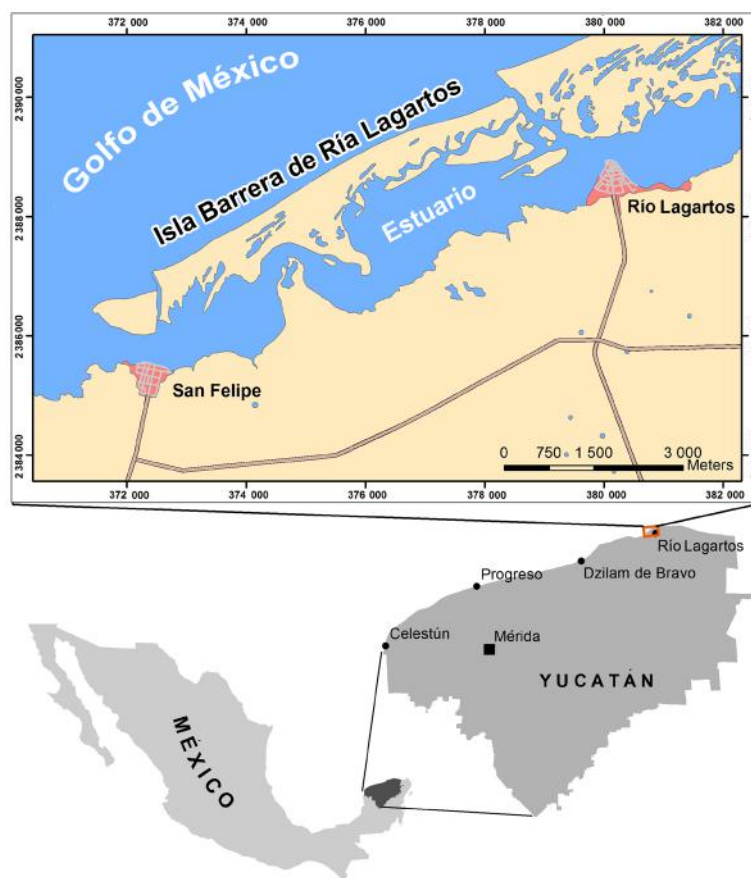 372 000 374 000 376 000 378 000 380 000 382 000
2 390 000
2 388 000
2 386 000
2 384 000
Golfo de México
Isla Barrera de Ría Lagartos
Estuario
Río Lagartos
San Felipe
0 750 1 500 3 000
Meters
372 000 374 000 376 000 378 000 380 000 382 000
Río Lagartos
Dzilam de Bravo
Progreso
Celestún
Mérida
YUCATÁN
MÉXICO